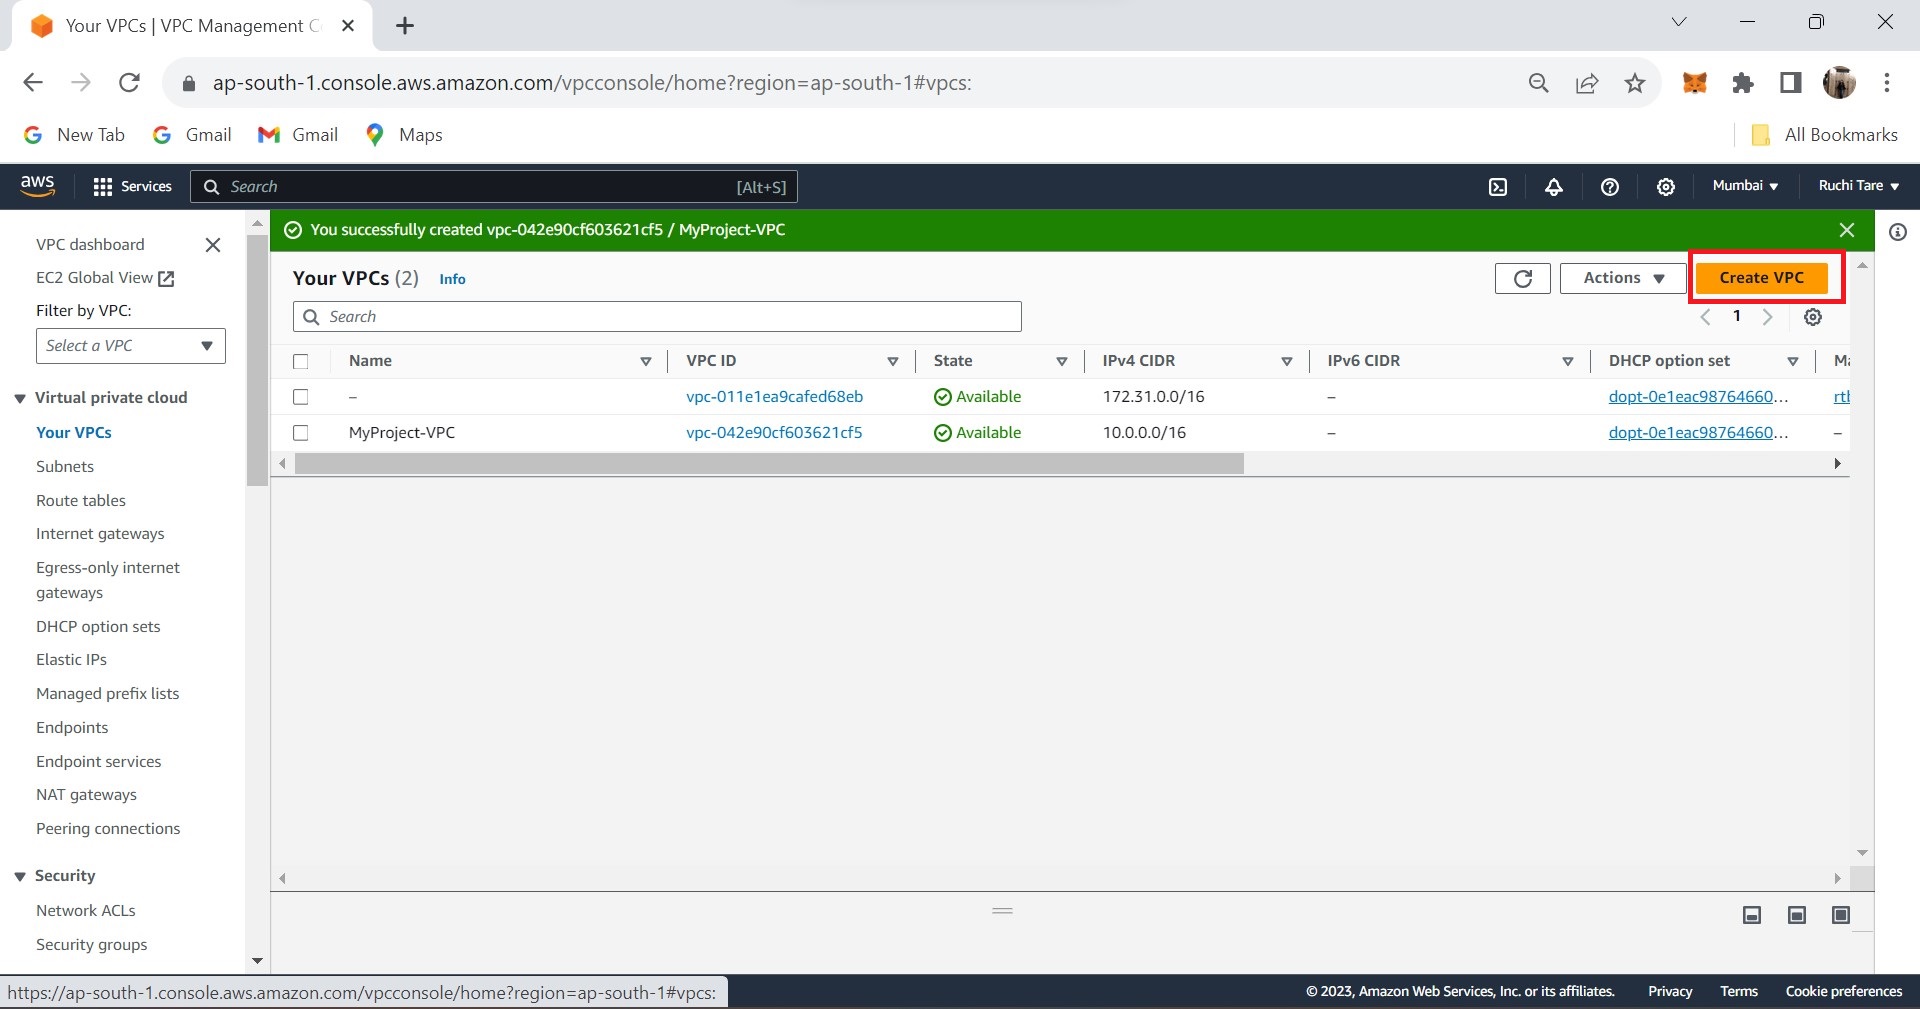 Your VPCs | VPC Management C
ap-south-1.console.aws.amazon.com/vpcconsole/home?region=ap-south-1#vpcs:
New Tab Gmail Gmail Maps All Bookmarks
aws Services Search [Alt+S] Mumbai Ruchi Tare
You successfully created vpc-042e90cf603621cf5 / MyProject-VPC
VPC dashboard
EC2 Global View
Filter by VPC:
Select a VPC
Virtual private cloud
Your VPCs
Subnets
Route tables
Internet gateways
Egress-only internet
gateways
DHCP option sets
Elastic IPs
Managed prefix lists
Endpoints
Endpoint services
NAT gateways
Peering connections
Security
Network ACLs
Security groups
Your VPCs (2) Info Actions Create VPC
Search 1
Name VPC ID State IPv4 CIDR IPv6 CIDR DHCP option set Ma
– vpc-011e1ea9cafed68eb Available 172.31.0.0/16 – dopt-0e1eac98764660... rtb
MyProject-VPC vpc-042e90cf603621cf5 Available 10.0.0.0/16 – dopt-0e1eac98764660... –
https://ap-south-1.console.aws.amazon.com/vpcconsole/home?region=ap-south-1#vpcs: © 2023, Amazon Web Services, Inc. or its affiliates. Privacy Terms Cookie preferences